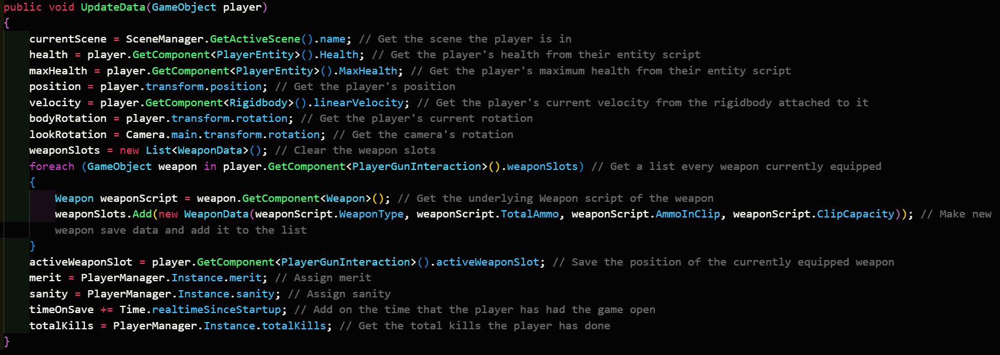 public void UpdateData(GameObject player)
{
currentScene = SceneManager.GetActiveScene().name; // Get the scene the player is in
health = player.GetComponent<PlayerEntity>().Health; // Get the player's health from their entity script
maxHealth = player.GetComponent<PlayerEntity>().MaxHealth; // Get the player's maximum health from their entity script
position = player.transform.position; // Get the player's position
velocity = player.GetComponent<Rigidbody>().linearVelocity; // Get the player's current velocity from the rigidbody attached to it
bodyRotation = player.transform.rotation; // Get the player's current rotation
lookRotation = Camera.main.transform.rotation; // Get the camera's rotation
weaponSlots = new List<WeaponData>(); // Clear the weapon slots
foreach (GameObject weapon in player.GetComponent<PlayerGunInteraction>().weaponSlots) // Get a list every weapon currently equipped
{
Weapon weaponScript = weapon.GetComponent<Weapon>(); // Get the underlying Weapon script of the weapon
weaponSlots.Add(new WeaponData(weaponScript.WeaponType, weaponScript.TotalAmmo, weaponScript.AmmoInClip, weaponScript.ClipCapacity)); // Make new
weapon save data and add it to the list
}
activeWeaponSlot = player.GetComponent<PlayerGunInteraction>().activeWeaponSlot; // Save the position of the currently equipped weapon
merit = PlayerManager.Instance.merit; // Assign merit
sanity = PlayerManager.Instance.sanity; // Assign sanity
timeOnSave += Time.realtimeSinceStartup; // Add on the time that the player has had the game open
totalKills = PlayerManager.Instance.totalKills; // Get the total kills the player has done
}